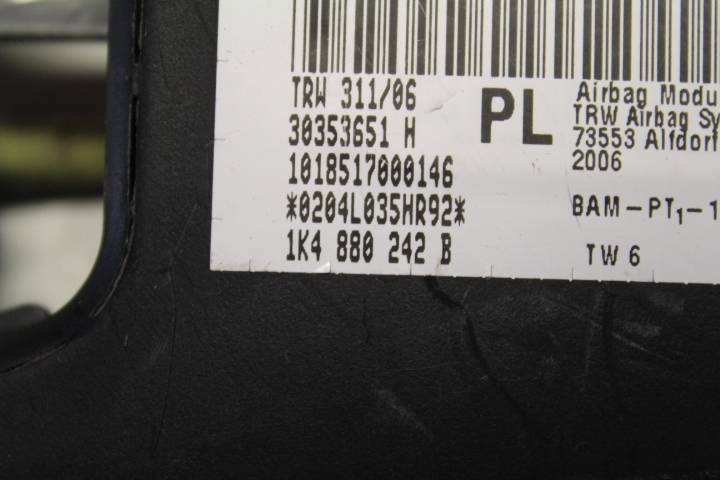 TRW 311/06
30353651 H
1018517000146
*0204L035HR92*
1K4 880 242 B
PL
Airbag Modu
TRW Airbag Sy
73553 Alfdorf
2006
BAM-PT1-1
TW 6